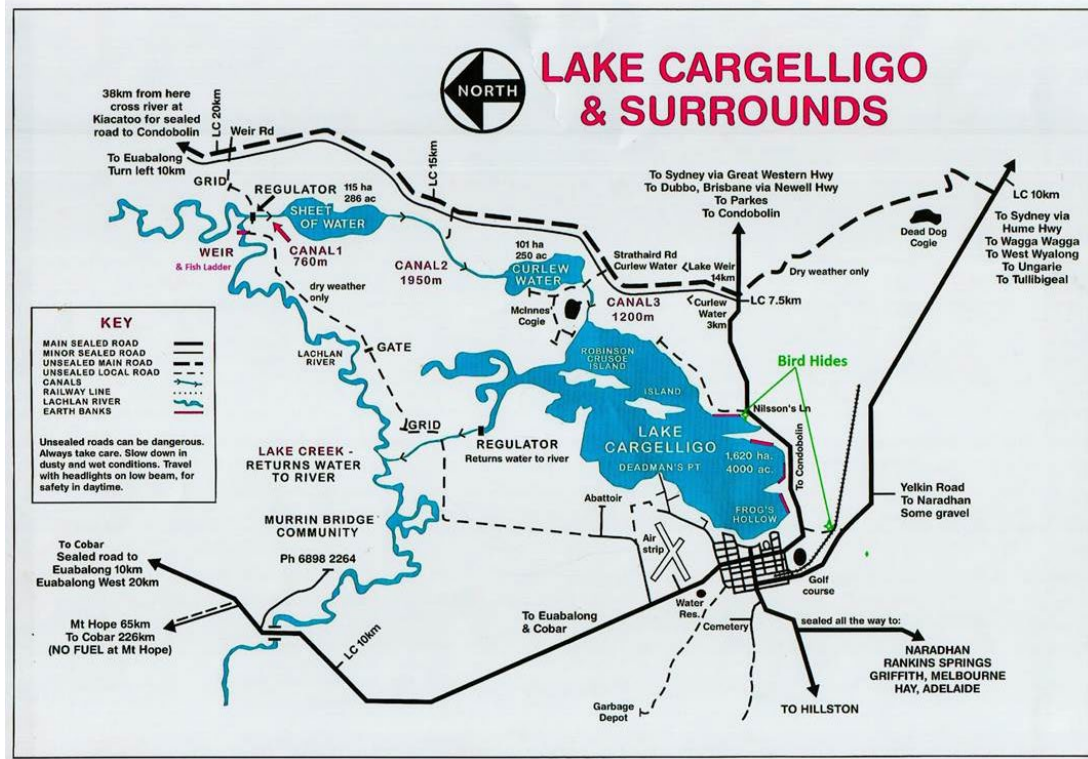 LAKE CARGELLIGO
& SURROUNDS
NORTH
38km from here
cross river at
Kiacatoo for sealed
road to Condobolin
LC 20km
Weir Rd
To Euabalong
Turn left 10km
GRID
REGULATOR
115 ha
286 ac
SHEET
OF WATER
LC 15km
WEIR
& Fish Ladder
CANAL1
760m
CANAL2
1950m
101 ha
250 ac
CURLEW
WATER
Strathaird Rd
Curlew Water
To Sydney via Great Western Hwy
To Dubbo, Brisbane via Newell Hwy
To Parkes
To Condobolin
Lake Weir
14km
Dead Dog
Cogie
LC 10km
To Sydney via
Hume Hwy
To Wagga Wagga
To West Wyalong
To Ungarie
To Tullibigeal
Dry weather only
LC 7.5km
Curlew
Water
3km
CANAL3
1200m
McInnes'
Cogie
dry weather
only
KEY
MAIN SEALED ROAD
MINOR SEALED ROAD
UNSEALED MAIN ROAD
UNSEALED LOCAL ROAD
CANALS
RAILWAY LINE
LACHLAN RIVER
EARTH BANKS
Unsealed roads can be dangerous.
Always take care. Slow down in
dusty and wet conditions. Travel
with headlights on low beam, for
safety in daytime.
LACHLAN
RIVER
GATE
ROBINSON
CRUSOE
ISLAND
ISLAND
Bird Hides
Nilsson's Ln
GRID
REGULATOR
Returns water to river
LAKE CREEK -
RETURNS WATER
TO RIVER
LAKE
CARGELLIGO
DEADMAN'S PT
1,620 ha.
4000 ac.
To Condobolin
FROG'S
HOLLOW
Yelkin Road
To Naradhan
Some gravel
Abattoir
Air
strip
MURRIN BRIDGE
COMMUNITY
Ph 6898 2264
To Cobar
Sealed road to
Euabalong 10km
Euabalong West 20km
Mt Hope 65km
To Cobar 226km
(NO FUEL at Mt Hope)
LC 10km
To Euabalong
& Cobar
Water
Res.
Golf
course
Cemetery
sealed all the way to:
NARADHAN
RANKINS SPRINGS
GRIFFITH, MELBOURNE
HAY, ADELAIDE
Garbage
Depot
TO HILLSTON